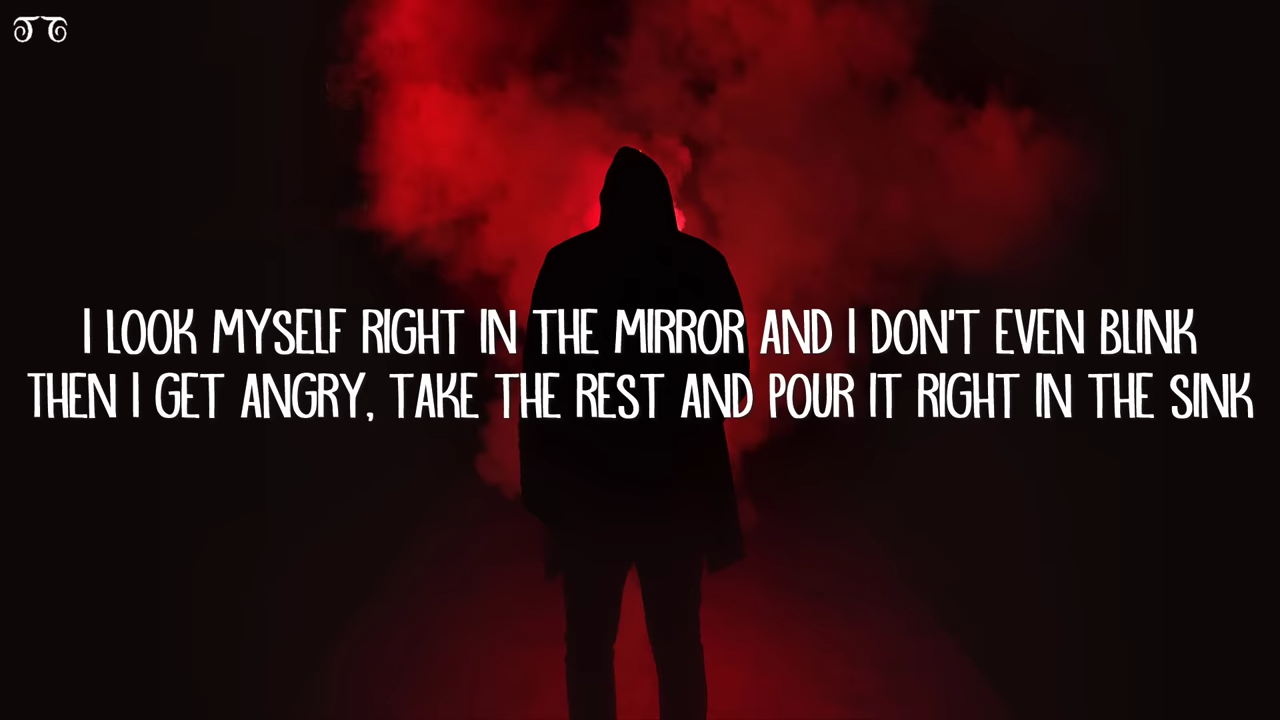 I LOOK MYSELF RIGHT IN THE MIRROR AND I DON'T EVEN BLINK
THEN I GET ANGRY, TAKE THE REST AND POUR IT RIGHT IN THE SINK